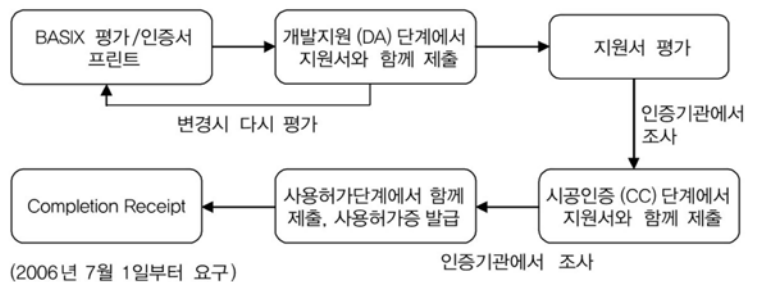 BASIX 평가/인증서
프린트
개발지원(DA) 단계에서
지원서와 함께 제출
지원서 평가
변경시 다시 평가
인증기관에서
조사
Completion Receipt
사용허가단계에서 함께
제출, 사용허가증 발급
시공인증(CC) 단계에서
지원서와 함께 제출
인증기관에서 조사
(2006년 7월 1일부터 요구)